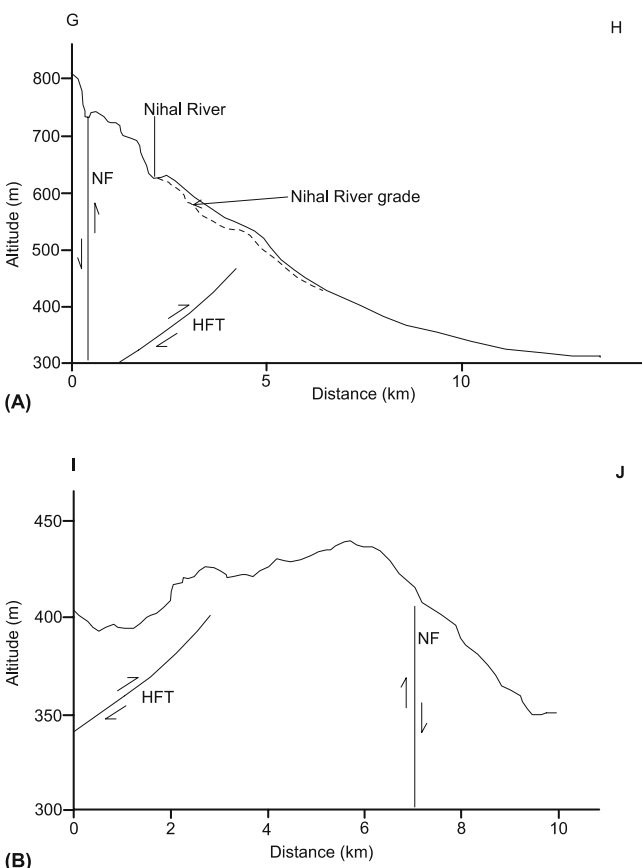 G
H
800
700
600
500
400
300
Altitude (m)
Nihal River
NF
Nihal River grade
HFT
0
5
10
Distance (km)
(A)
I
J
450
400
350
300
Altitude (m)
HFT
NF
0
2
4
6
8
10
Distance (km)
(B)